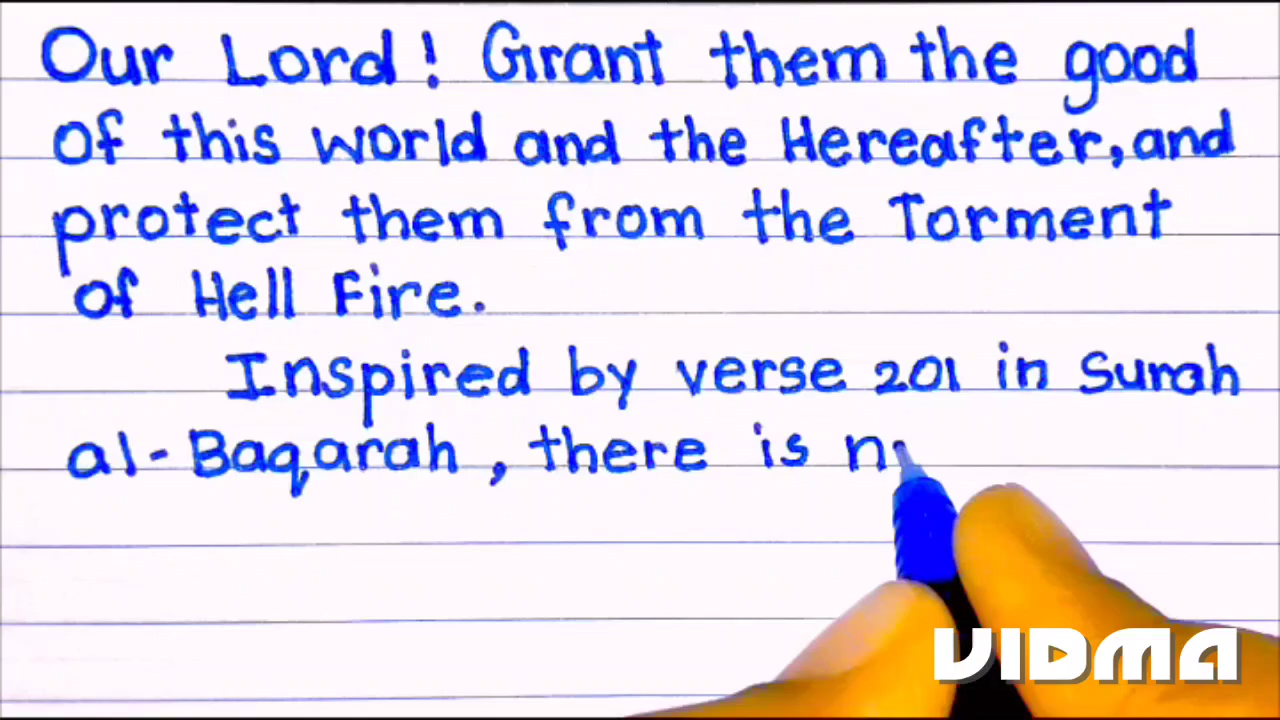 Our Lord! Grant them the good
of this world and the Hereafter, and
protect them from the Torment
of Hell Fire.
Inspired by verse 201 in Surah
al-Baqarah, there is
VIDMA